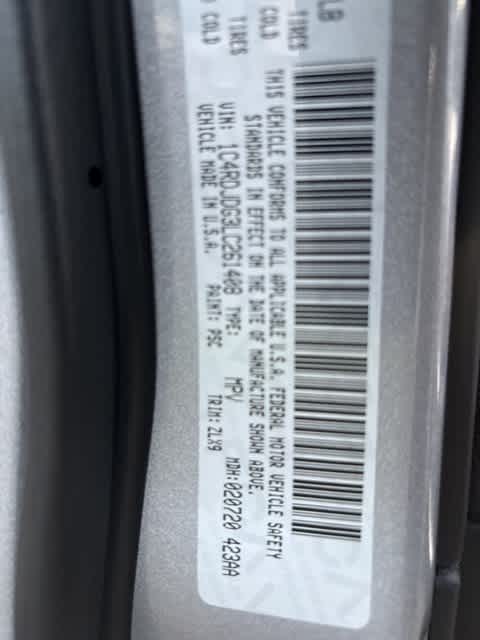 LB
TIRES
COLD
TIRES
COLD
THIS VEHICLE CONFORMS TO ALL APPLICABLE U.S.A. FEDERAL MOTOR VEHICLE SAFETY
STANDARDS IN EFFECT ON THE DATE OF MANUFACTURE SHOWN ABOVE.
VIN: 1C4RDJDG3LC261408 TYPE: MPV MDH:020720 423AA
VEHICLE MADE IN U.S.A. PAINT: PSC TRIM: ZLX9